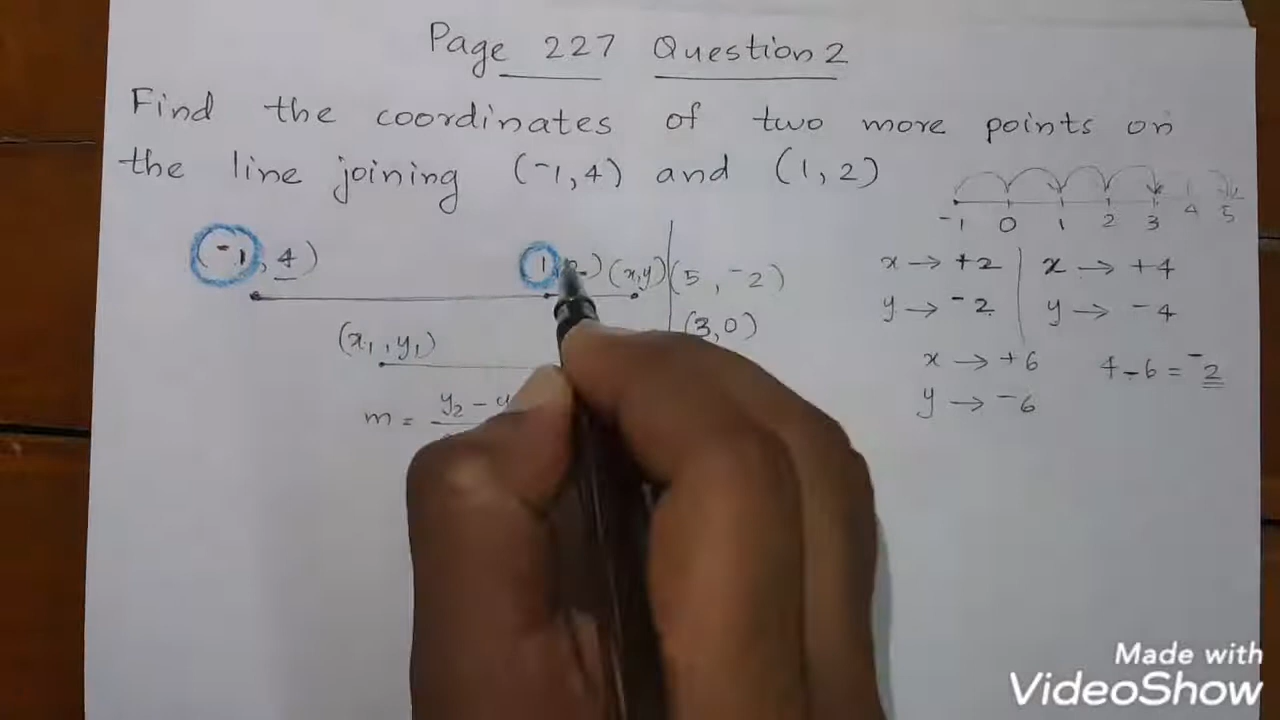 Page 227 Question 2
Find the coordinates of two more points on
the line joining (⁻1, 4) and (1, 2)
-1 0 1 2 3 4 5
(⁻1, 4) 1, ) (x,y) (5, ⁻2)
(3,0)
x → +2
y → ⁻2
x → +4
y → -4
(x₁, y₁)
x → +6
y → -6
4-6 = ⁻2
m = y₂ -
Made with
VideoShow